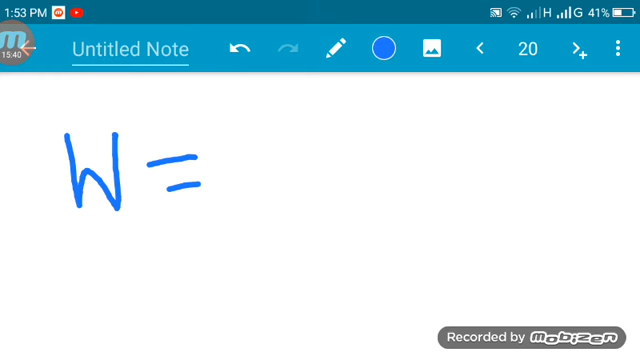 1:53 PM H G 41%
m Untitled Note 20
15:40
W =
Recorded by mobizen